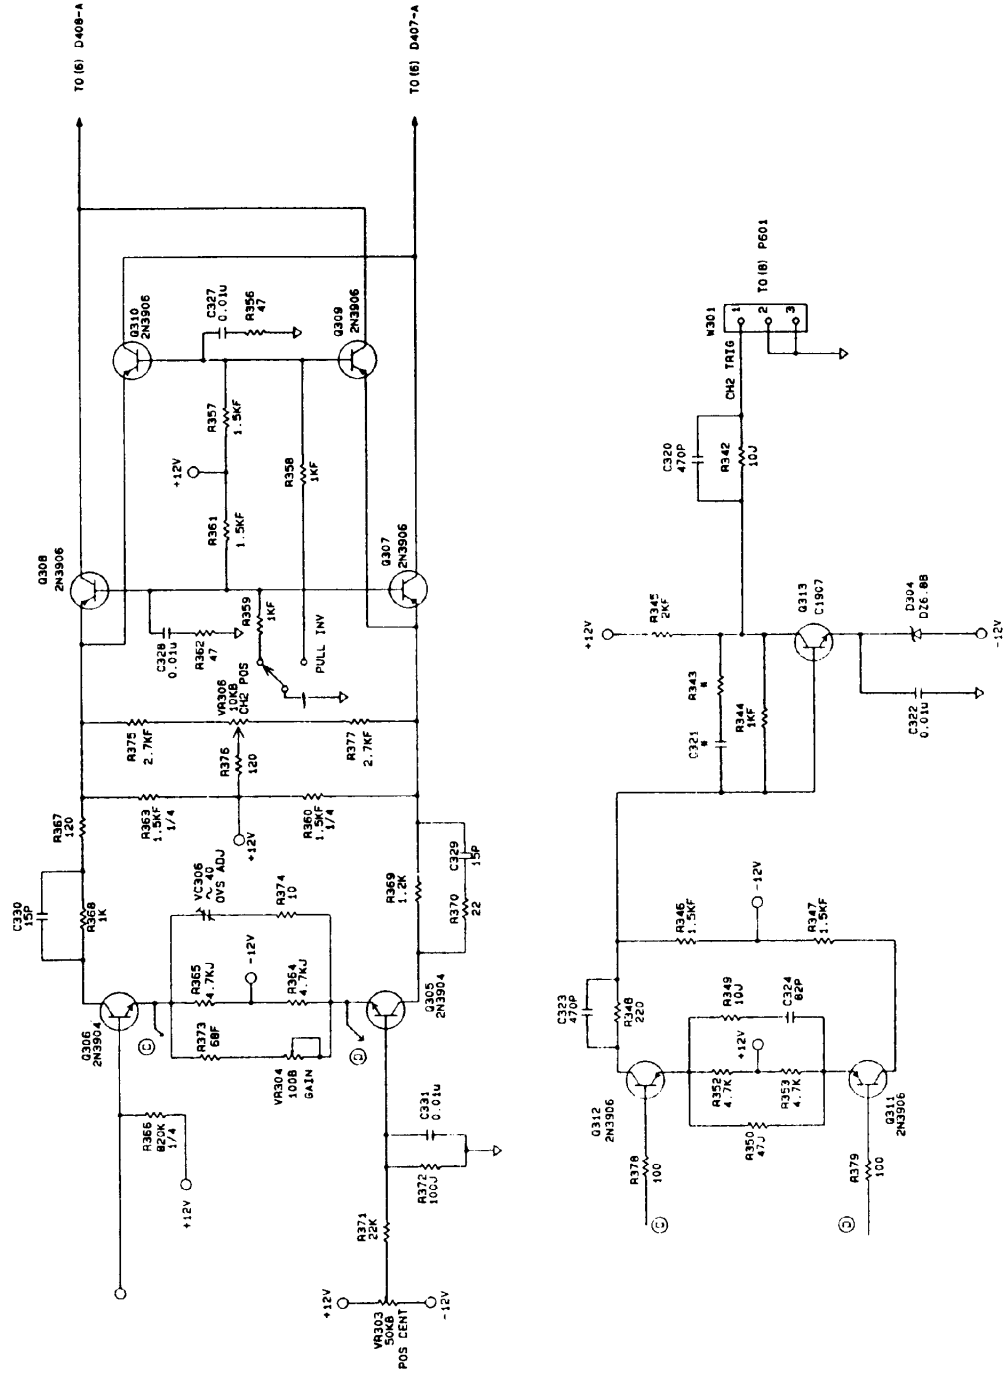 TO (6) D408-A
TO (6) D407-A
Q310
2N3906
C327
0.01u
R356
47
Q309
2N3906
R357
1.5KF
+12V
R358
1KF
R361
1.5KF
Q308
2N3906
Q307
2N3906
C328
0.01u
R362
47
R359
1KF
PULL INV
VR306
10KB
CH2 POS
R375
2.7KF
R376
120
R377
2.7KF
R367
120
R363
1.5KF
1/4
+12V
R360
1.5KF
1/4
C330
15P
R368
1K
VC306
40
OVS ADJ
R374
10
R369
1.2K
C329
15P
R370
22
R365
4.7KJ
-12V
R364
4.7KJ
Q306
2N3904
C
R373
68F
VR304
100B
GAIN
D
Q305
2N3904
R366
820K
1/4
+12V
C331
0.01u
R372
100J
R371
22K
+12V
VR303
50KB
POS CENT
-12V
W301
1
2
3
TO (8) P601
CH2 TRIG
C320
470P
R342
10J
+12V
R345
2KF
Q313
C1907
D304
DZ6.8B
-12V
R343
*
C321
*
R344
1KF
C322
0.01u
R346
1.5KF
-12V
R347
1.5KF
C323
470P
R348
220
R349
10J
C324
82P
+12V
R352
4.7K
R353
4.7K
Q312
2N3906
R350
47J
Q311
2N3906
R378
100
R379
100
C
D